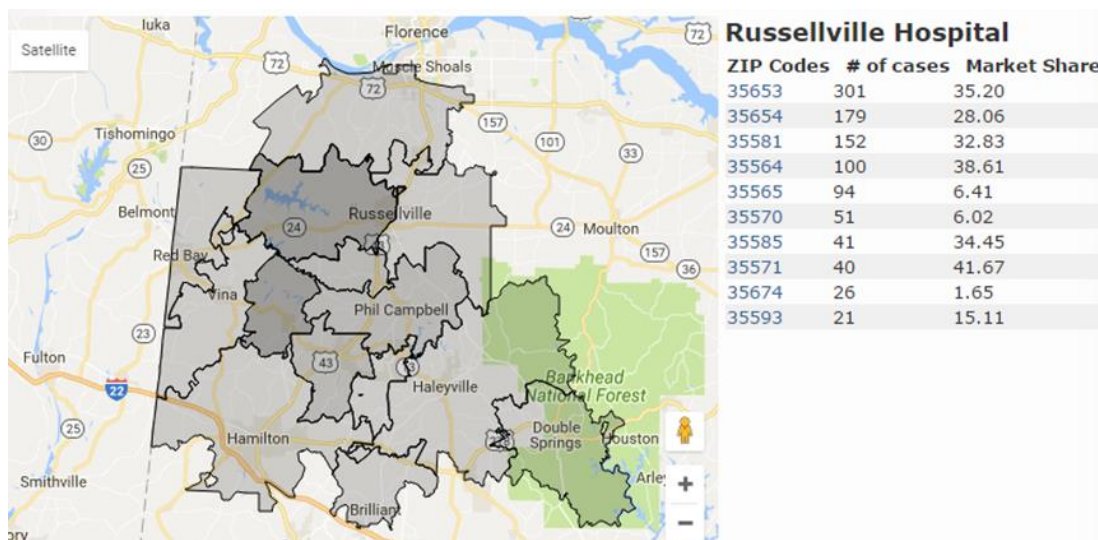 Iuka
Florence
72
Satellite
72
Muscle Shoals
72
157
Tishomingo
30
101
33
25
Belmont
Russellville
24
24
Moulton
157
Red Bay
36
Vina
Phil Campbell
23
43
13
Fulton
22
Haleyville
Bankhead
National Forest
25
Hamilton
Double
Springs
Houston
278
Smithville
Arley
Brilliant
+
−
Russellville Hospital
ZIP Codes # of cases Market Share
35653 301 35.20
35654 179 28.06
35581 152 32.83
35564 100 38.61
35565 94 6.41
35570 51 6.02
35585 41 34.45
35571 40 41.67
35674 26 1.65
35593 21 15.11